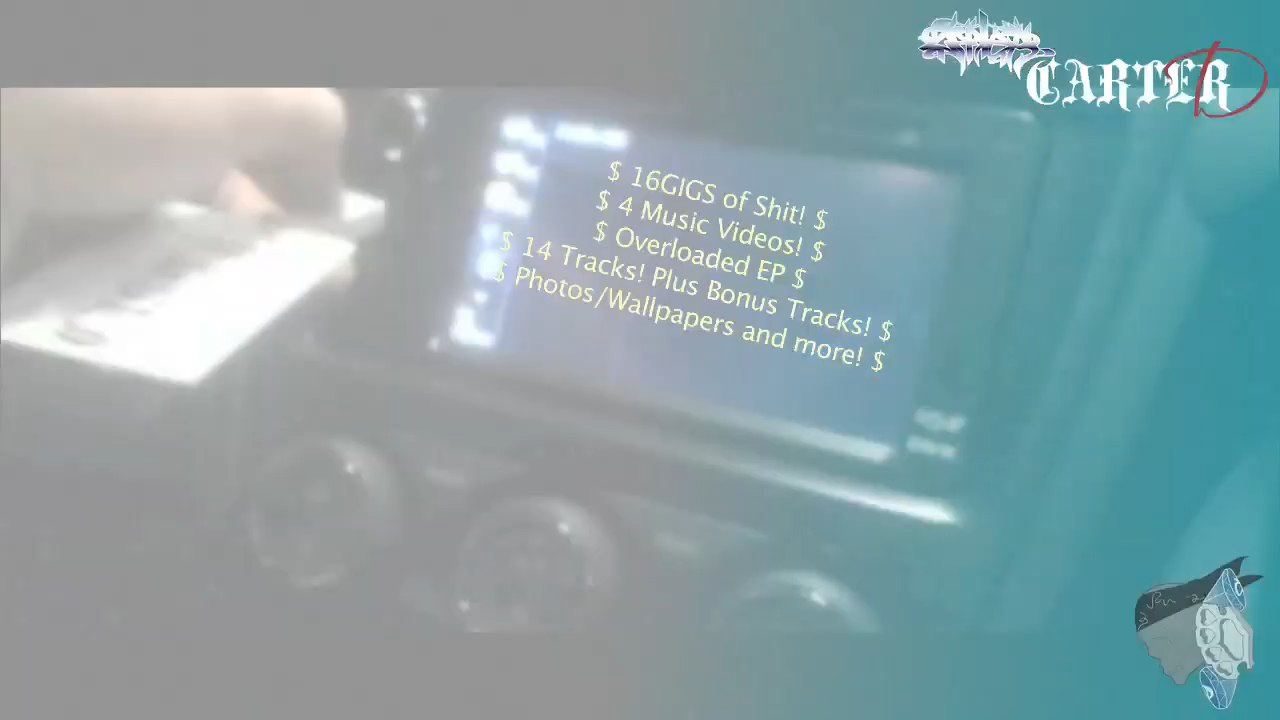 CARTER
$ 16GIGS of Shit! $
$ 4 Music Videos! $
$ Overloaded EP $
$ 14 Tracks! Plus Bonus Tracks! $
$ Photos/Wallpapers and more! $